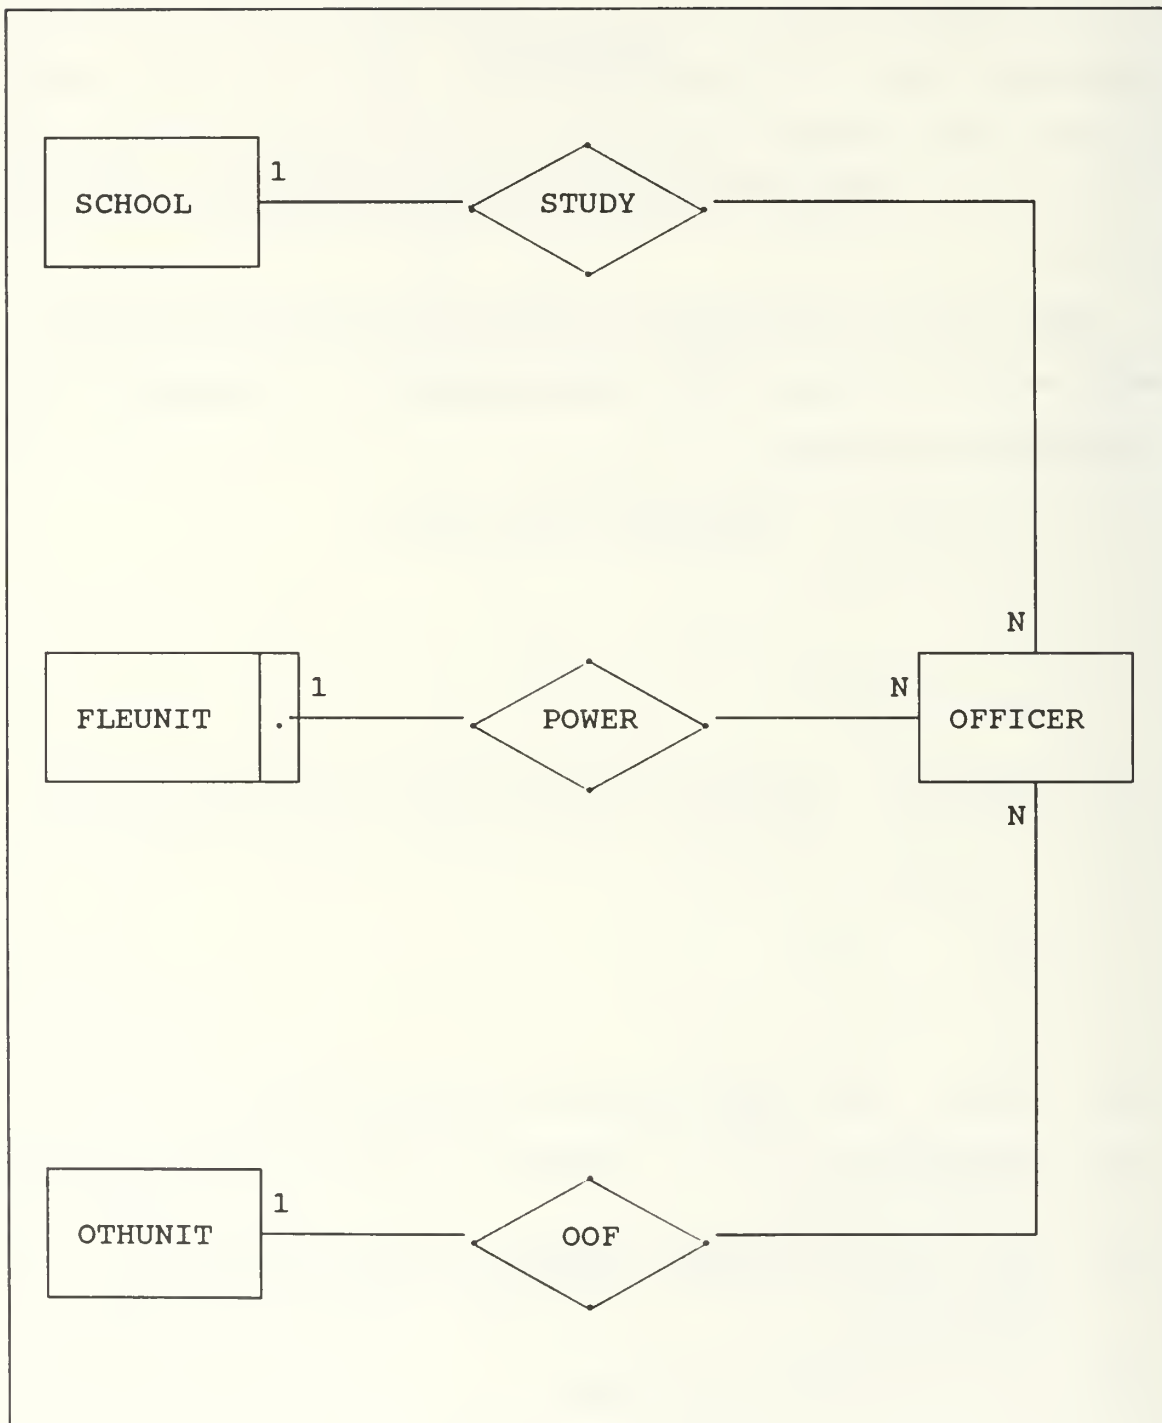 1
SCHOOL STUDY
N
1 N
FLEUNIT . POWER OFFICER
N
1
OTHUNIT OOF